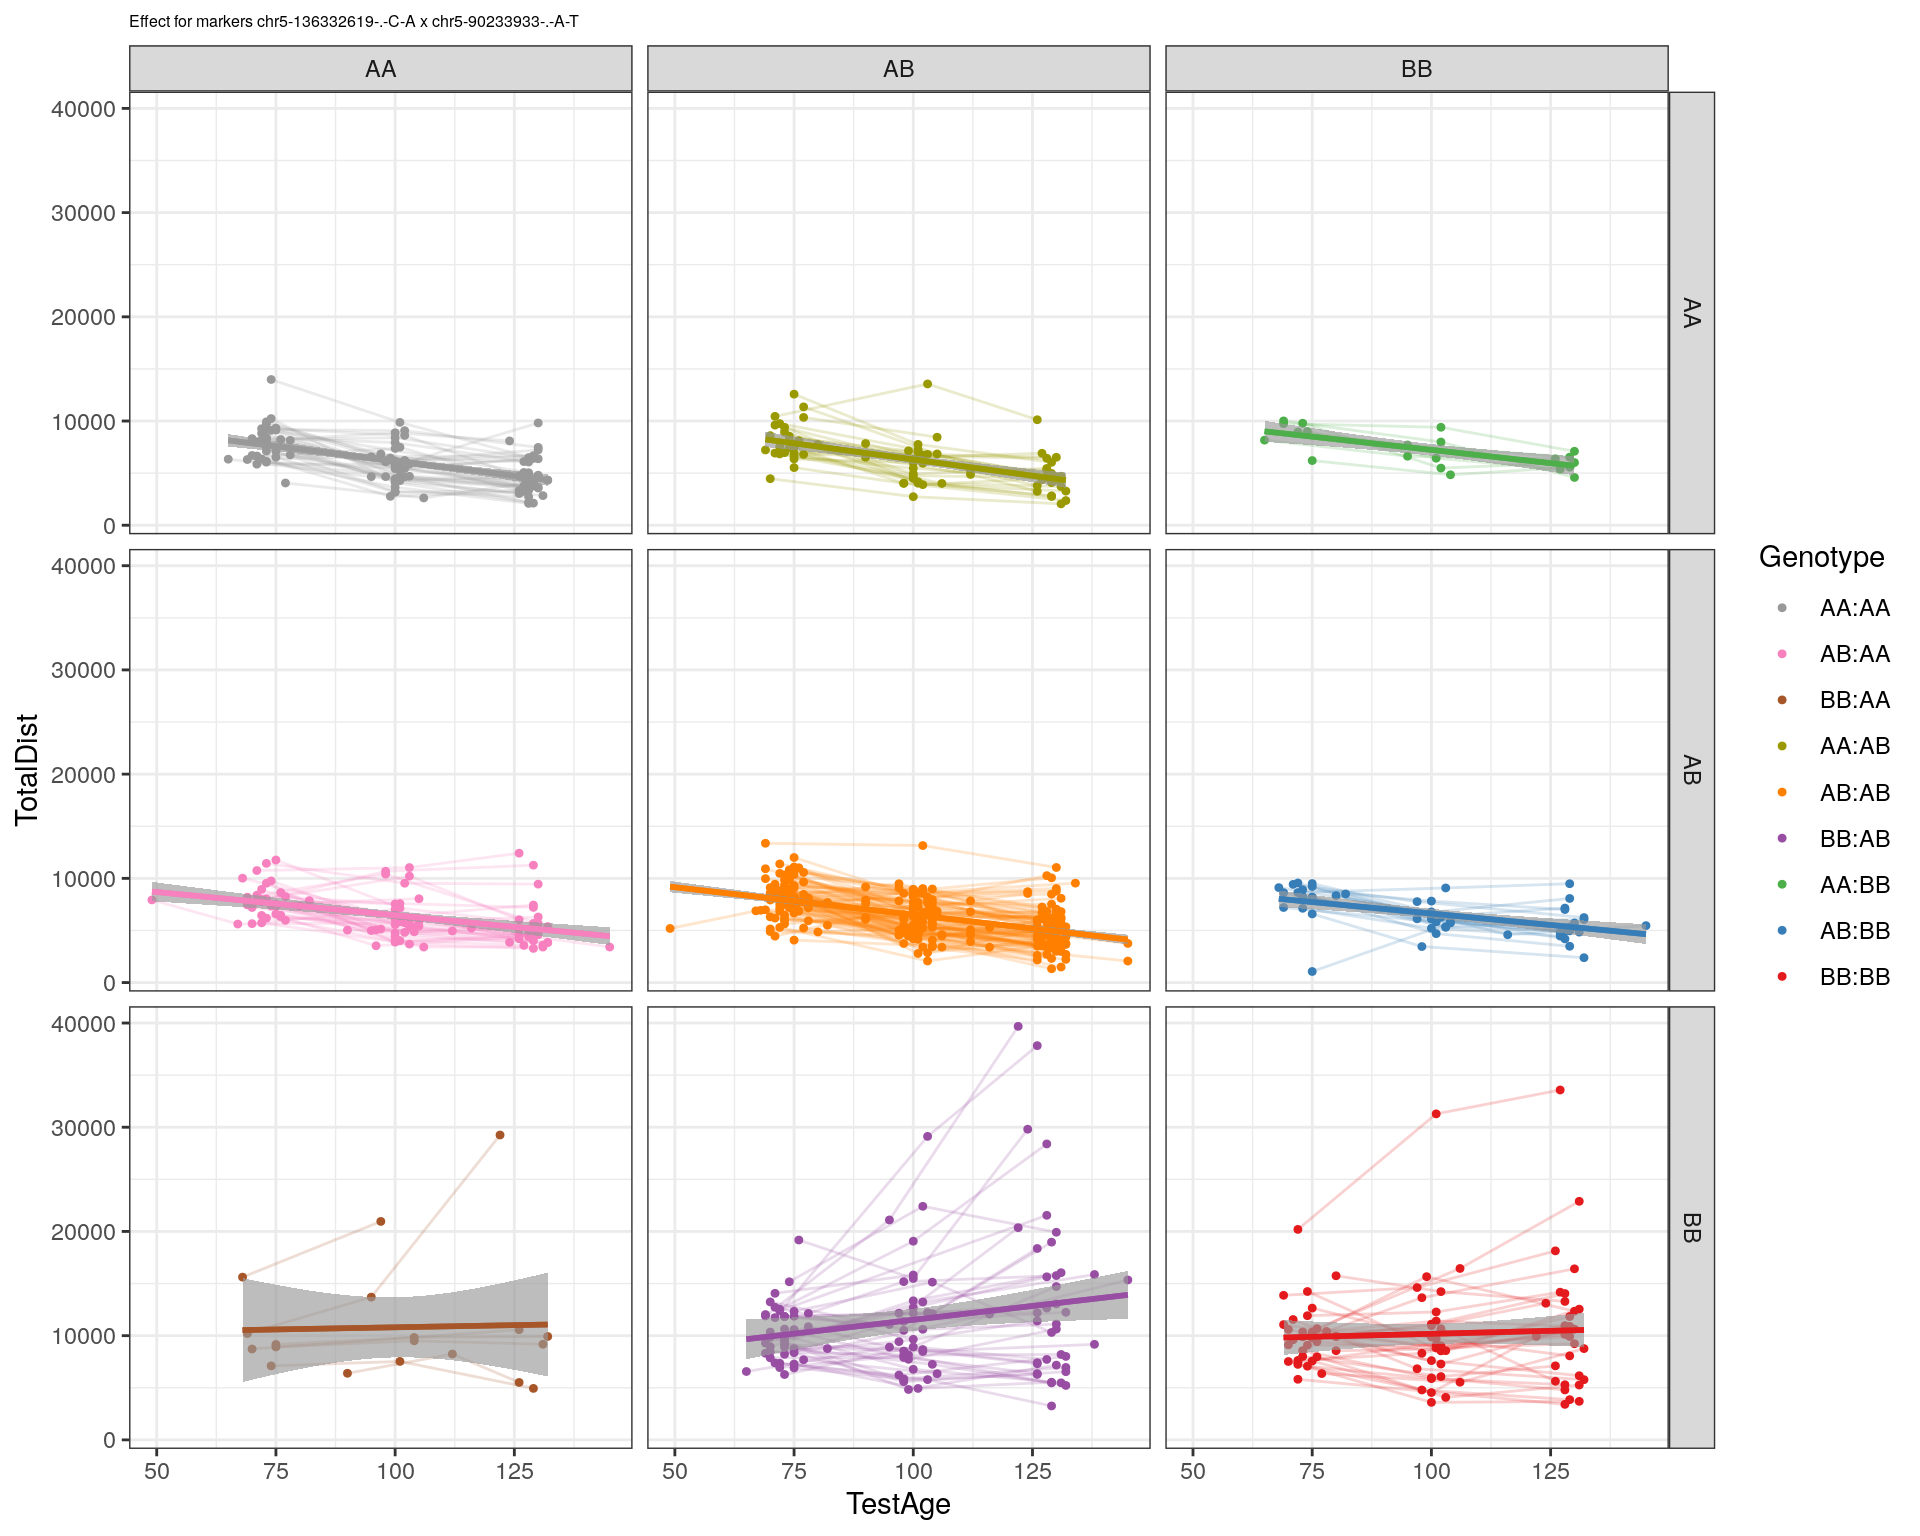 Effect for markers chr5-136332619-.-C-A x chr5-90233933-.-A-T
AA
AB
BB
40000
30000
20000
10000
0
AA
40000
30000
20000
10000
0
AB
40000
30000
20000
10000
0
BB
50
75
100
125
50
75
100
125
50
75
100
125
TestAge
TotalDist
Genotype
AA:AA
AB:AA
BB:AA
AA:AB
AB:AB
BB:AB
AA:BB
AB:BB
BB:BB